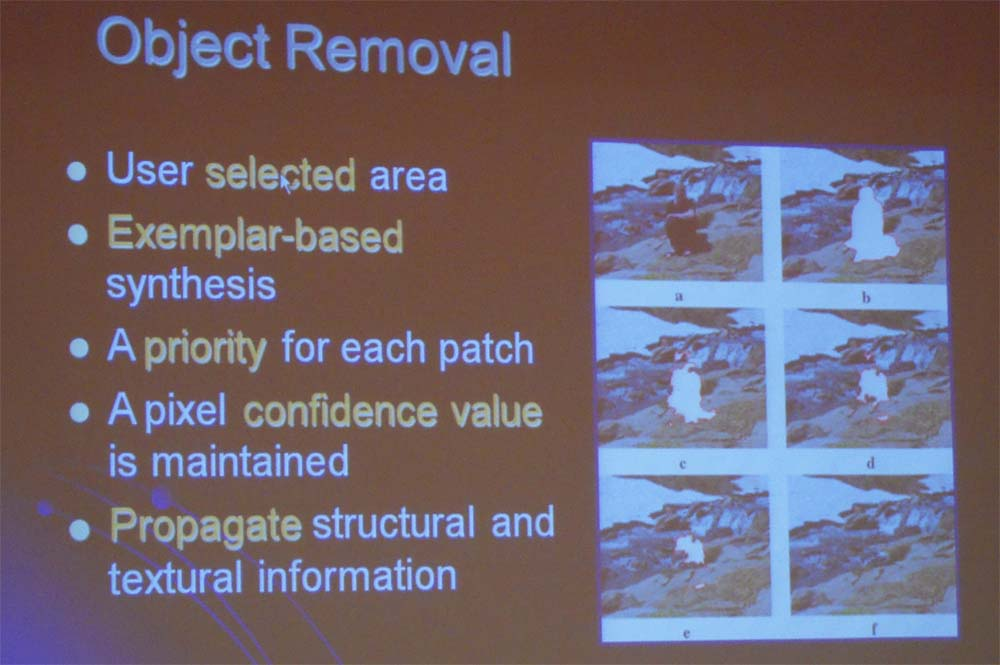 Object Removal
User selected area
Exemplar-based
synthesis
A priority for each patch
A pixel confidence value
is maintained
Propagate structural and
textural information
a
b
c
d
e
f